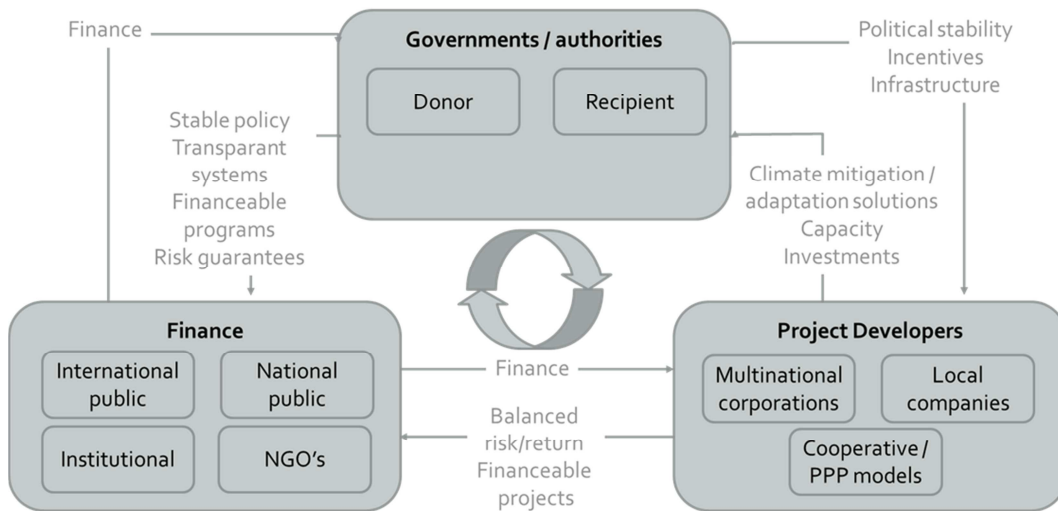 Finance
Governments / authorities
Donor
Recipient
Political stability
Incentives
Infrastructure
Stable policy
Transparant
systems
Financeable
programs
Risk guarantees
Climate mitigation /
adaptation solutions
Capacity
Investments
Finance
International
public
National
public
Institutional
NGO's
Finance
Balanced
risk/return
Financeable
projects
Project Developers
Multinational
corporations
Local
companies
Cooperative /
PPP models